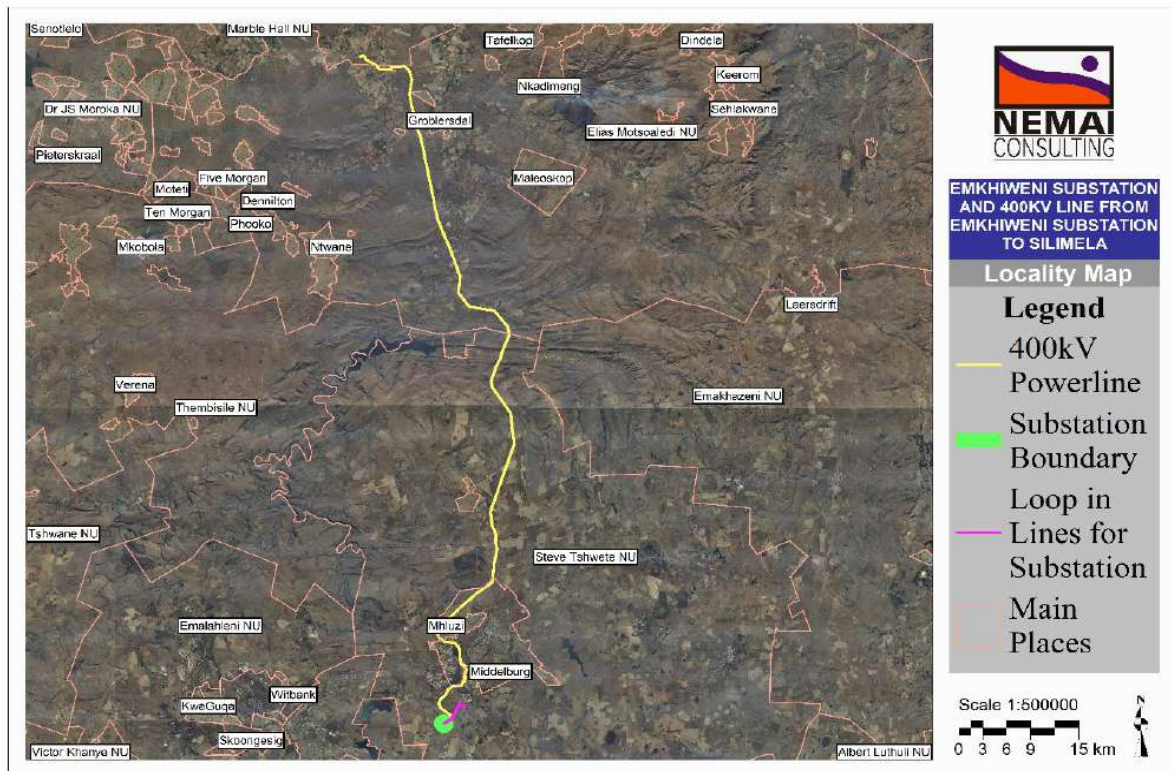 Senotlelo
Marble Hall NU
Tafelkop
Dindela
Nkadimeng
Keerom
Dr JS Moroka NU
Groblersdal
Sehlakwane
Elias Motsoaledi NU
Pieterskraal
Moteti
Five Morgan
Maleoskop
Dennilton
Ten Morgan
Phooko
Mkobola
Ntwane
Laersdrift
Verena
Thembisile NU
Emakhazeni NU
Tshwane NU
Steve Tshwete NU
Emalahleni NU
Mhluzi
Middelburg
KwaGuqa
Witbank
Skoongesig
Victor Khanye NU
Albert Luthuli NU
NEMAI
CONSULTING
EMKHIWENI SUBSTATION
AND 400KV LINE FROM
EMKHIWENI SUBSTATION
TO SILIMELA
Locality Map
Legend
400kV
Powerline
Substation
Boundary
Loop in
Lines for
Substation
Main
Places
Scale 1:500000
N
0 3 6 9 15 km